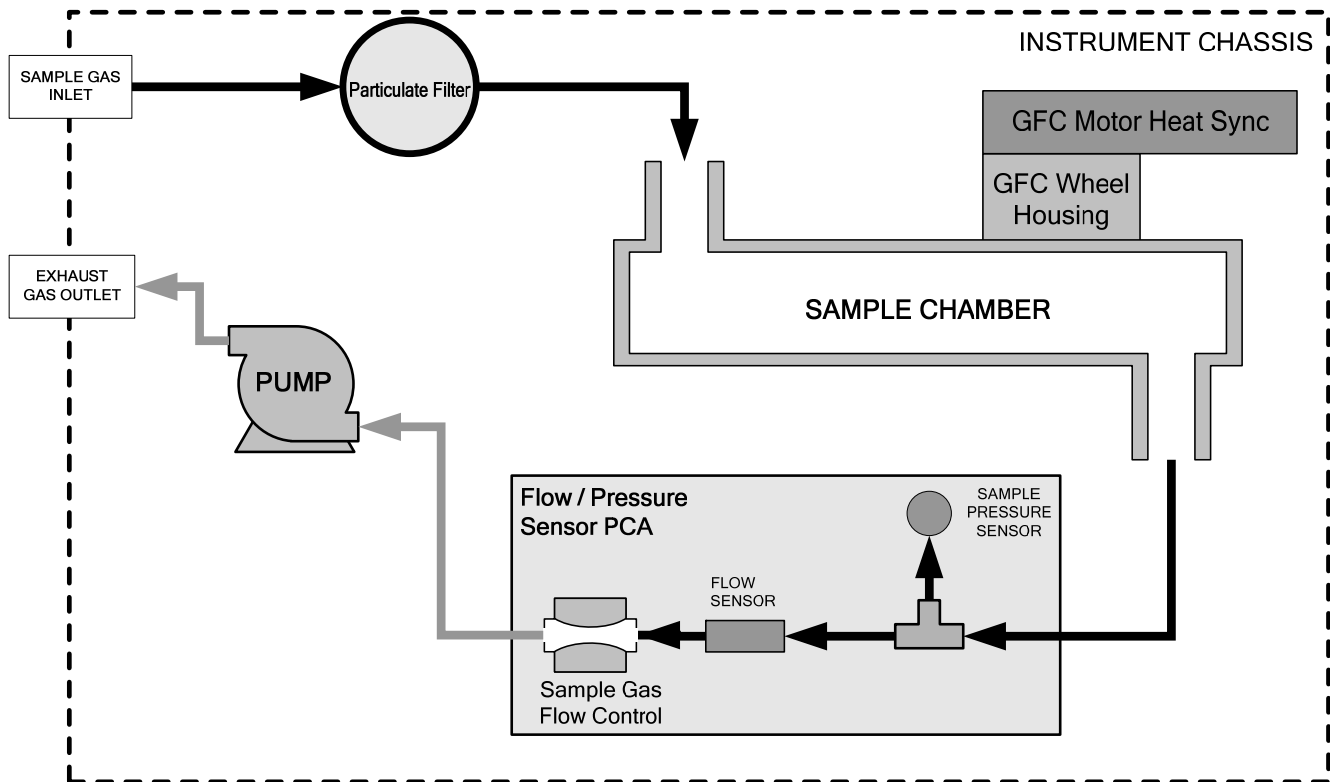 INSTRUMENT CHASSIS
SAMPLE GAS
INLET
Particulate Filter
GFC Motor Heat Sync
GFC Wheel
Housing
EXHAUST
GAS OUTLET
SAMPLE CHAMBER
PUMP
Flow / Pressure
Sensor PCA
SAMPLE
PRESSURE
SENSOR
FLOW
SENSOR
Sample Gas
Flow Control